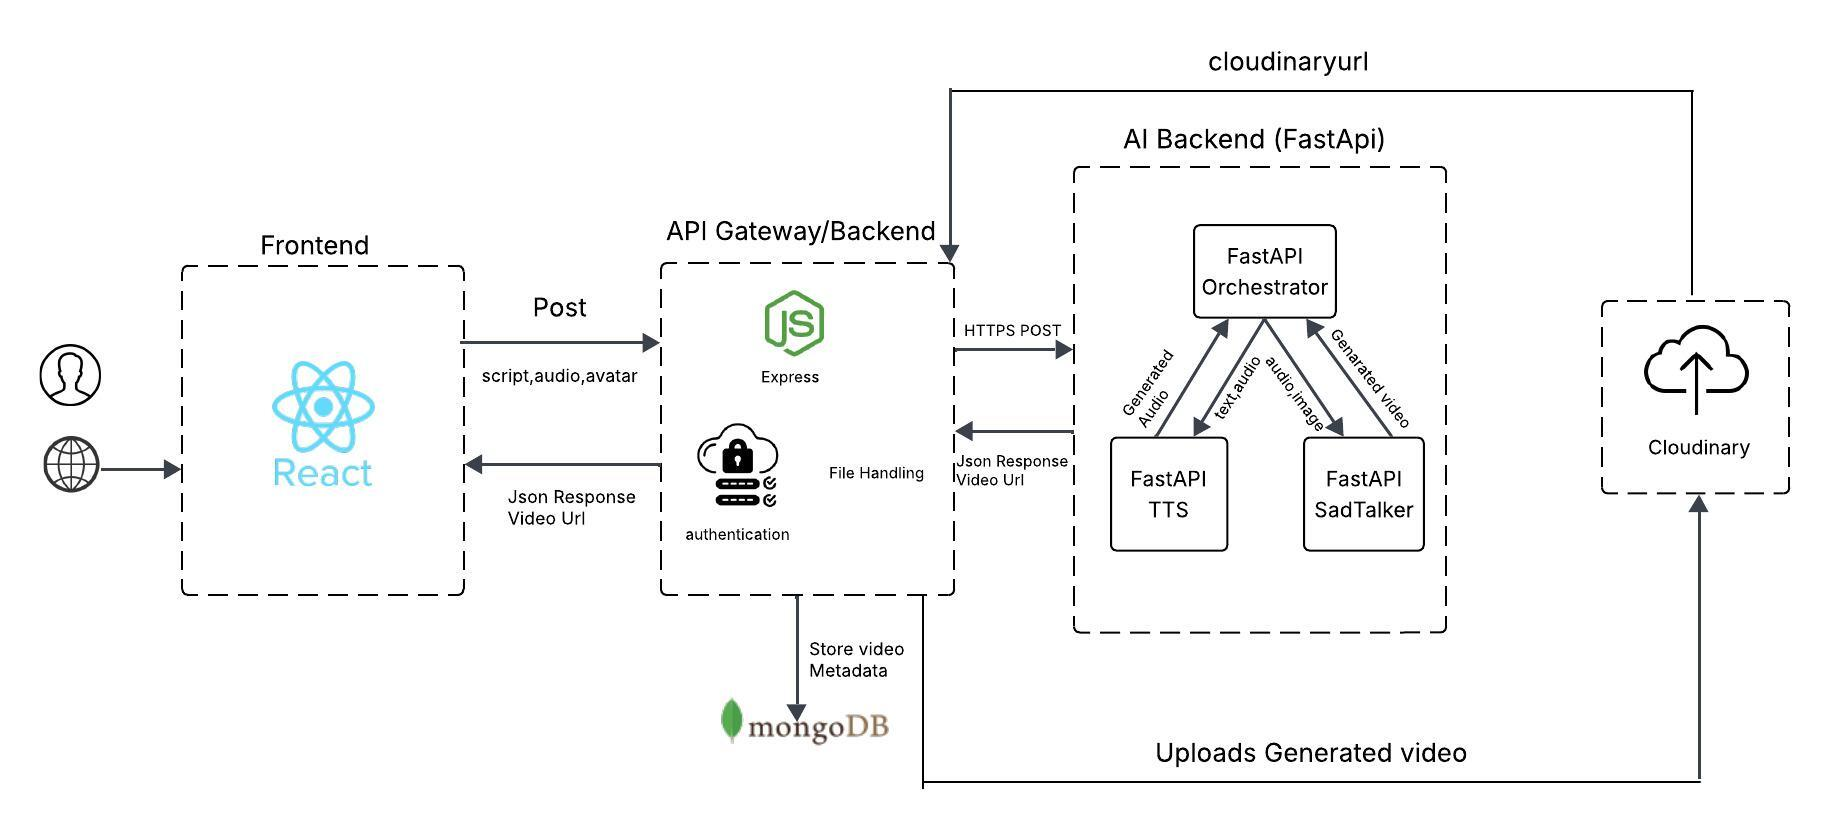 cloudinaryurl
AI Backend (FastApi)
API Gateway/Backend
Frontend
FastAPI
Orchestrator
Post
script,audio,avatar
JS
Express
HTTPS POST
Generated
Audio
text,audio
audio,image
Genarated video
React
Json Response
Video Url
authentication
File Handling
Json Response
Video Url
FastAPI
TTS
FastAPI
SadTalker
Cloudinary
Store video
Metadata
mongoDB
Uploads Generated video